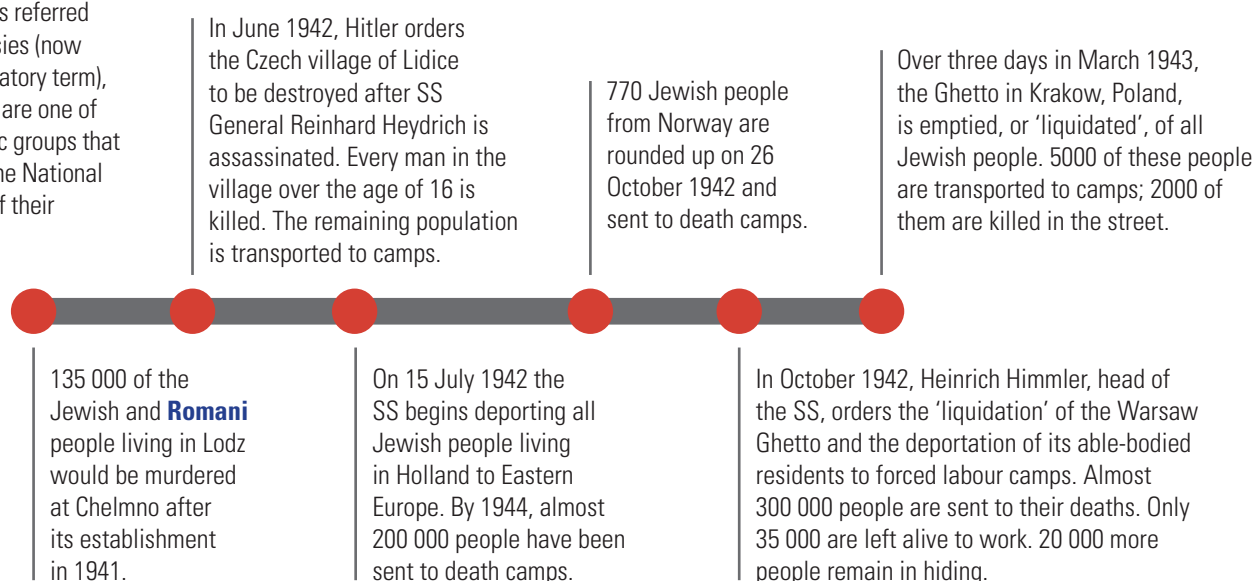 s referred
sies (now
atory term),
are one of
c groups that
he National
f their
In June 1942, Hitler orders
the Czech village of Lidice
to be destroyed after SS
General Reinhard Heydrich is
assassinated. Every man in the
village over the age of 16 is
killed. The remaining population
is transported to camps.
770 Jewish people
from Norway are
rounded up on 26
October 1942 and
sent to death camps.
Over three days in March 1943,
the Ghetto in Krakow, Poland,
is emptied, or ‘liquidated’, of all
Jewish people. 5000 of these people
are transported to camps; 2000 of
them are killed in the street.
135 000 of the
Jewish and Romani
people living in Lodz
would be murdered
at Chelmno after
its establishment
in 1941.
On 15 July 1942 the
SS begins deporting all
Jewish people living
in Holland to Eastern
Europe. By 1944, almost
200 000 people have been
sent to death camps.
In October 1942, Heinrich Himmler, head of
the SS, orders the ‘liquidation’ of the Warsaw
Ghetto and the deportation of its able-bodied
residents to forced labour camps. Almost
300 000 people are sent to their deaths. Only
35 000 are left alive to work. 20 000 more
people remain in hiding.